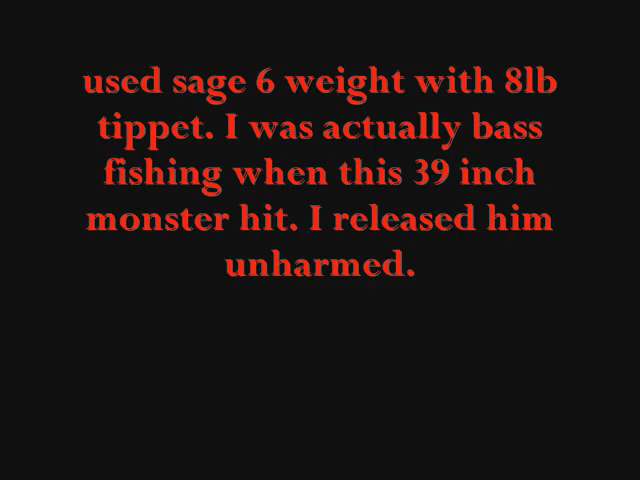 used sage 6 weight with 8lb
tippet. I was actually bass
fishing when this 39 inch
monster hit. I released him
unharmed.